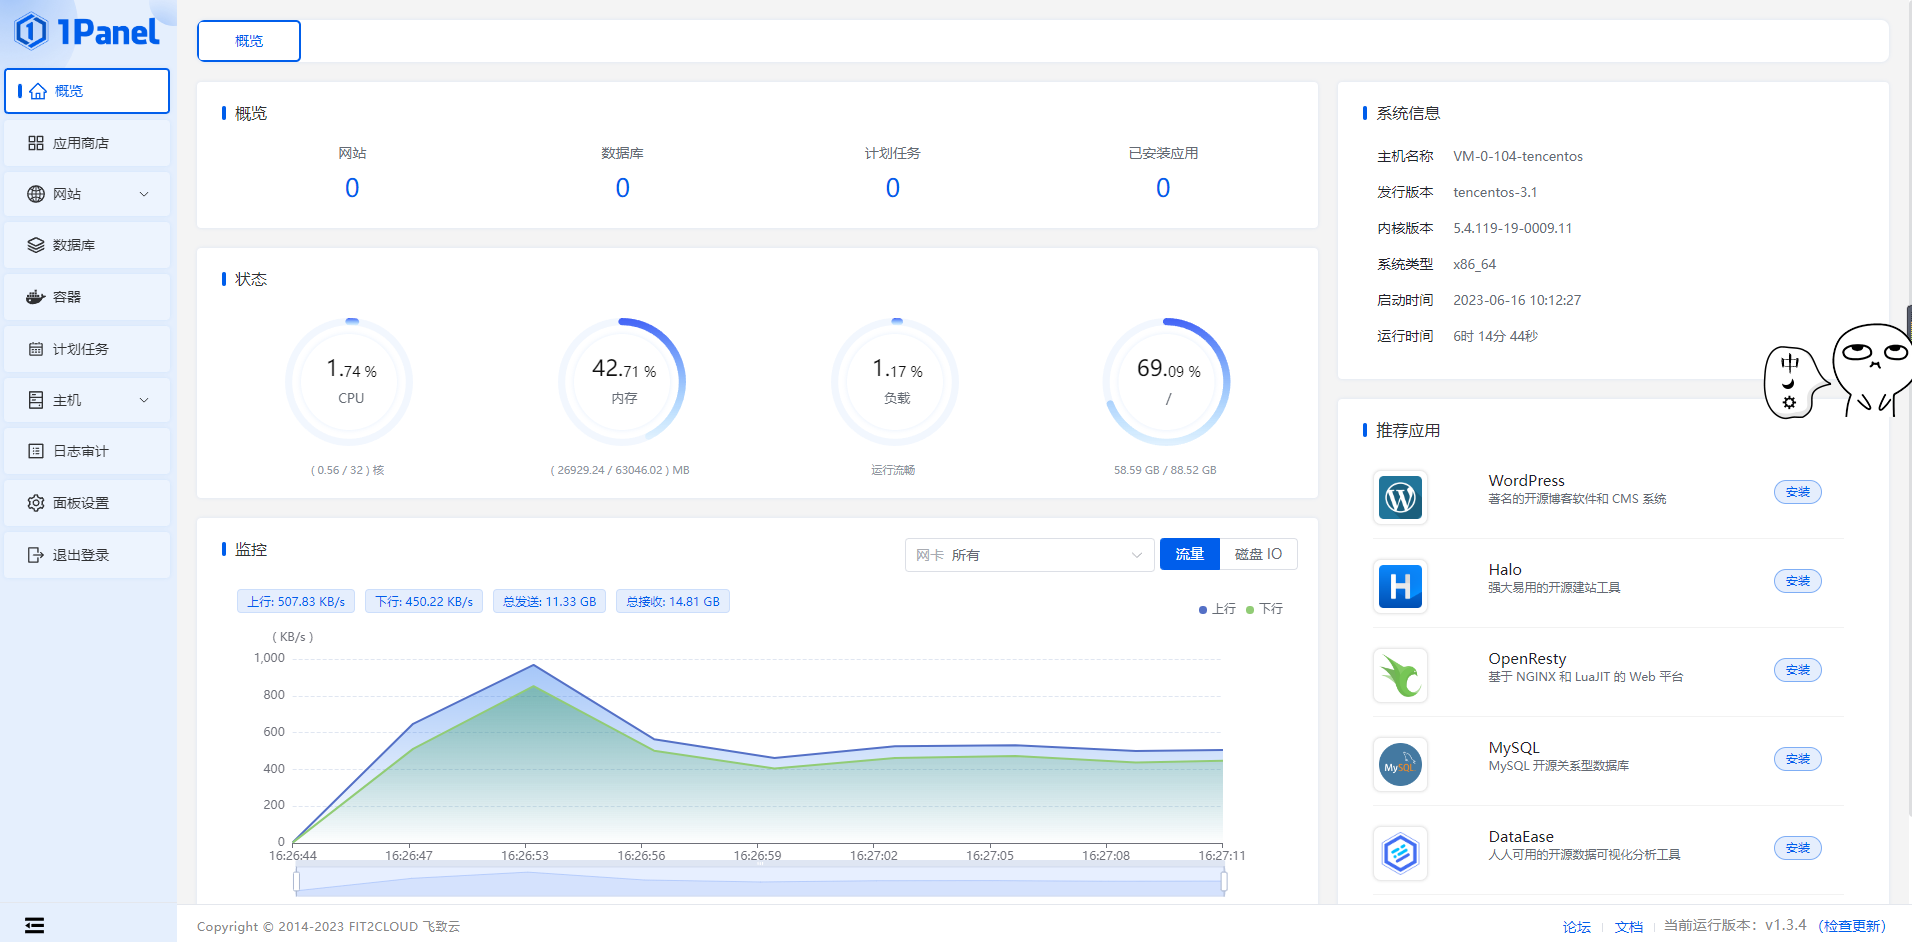 1Panel
概览
应用商店
网站
数据库
容器
计划任务
主机
日志审计
面板设置
退出登录
概览
概览
网站
0
数据库
0
计划任务
0
已安装应用
0
状态
1.74 %
CPU
( 0.56 / 32 ) 核
42.71 %
内存
( 26929.24 / 63046.02 ) MB
1.17 %
负载
运行流畅
69.09 %
/
58.59 GB / 88.52 GB
监控
网卡 所有
流量
磁盘 IO
上行: 507.83 KB/s
下行: 450.22 KB/s
总发送: 11.33 GB
总接收: 14.81 GB
上行 下行
( KB/s )
1,000
800
600
400
200
0
16:26:44 16:26:47 16:26:53 16:26:56 16:26:59 16:27:02 16:27:05 16:27:08 16:27:11
系统信息
主机名称 VM-0-104-tencentos
发行版本 tencentos-3.1
内核版本 5.4.119-19-0009.11
系统类型 x86_64
启动时间 2023-06-16 10:12:27
运行时间 6时 14分 44秒
中
推荐应用
WordPress
著名的开源博客软件和 CMS 系统
安装
H
Halo
强大易用的开源建站工具
安装
OpenResty
基于 NGINX 和 LuaJIT 的 Web 平台
安装
MySQL
MySQL
MySQL 开源关系型数据库
安装
DataEase
人人可用的开源数据可视化分析工具
安装
Copyright © 2014-2023 FIT2CLOUD 飞致云
论坛 文档 当前运行版本: v1.3.4 (检查更新)